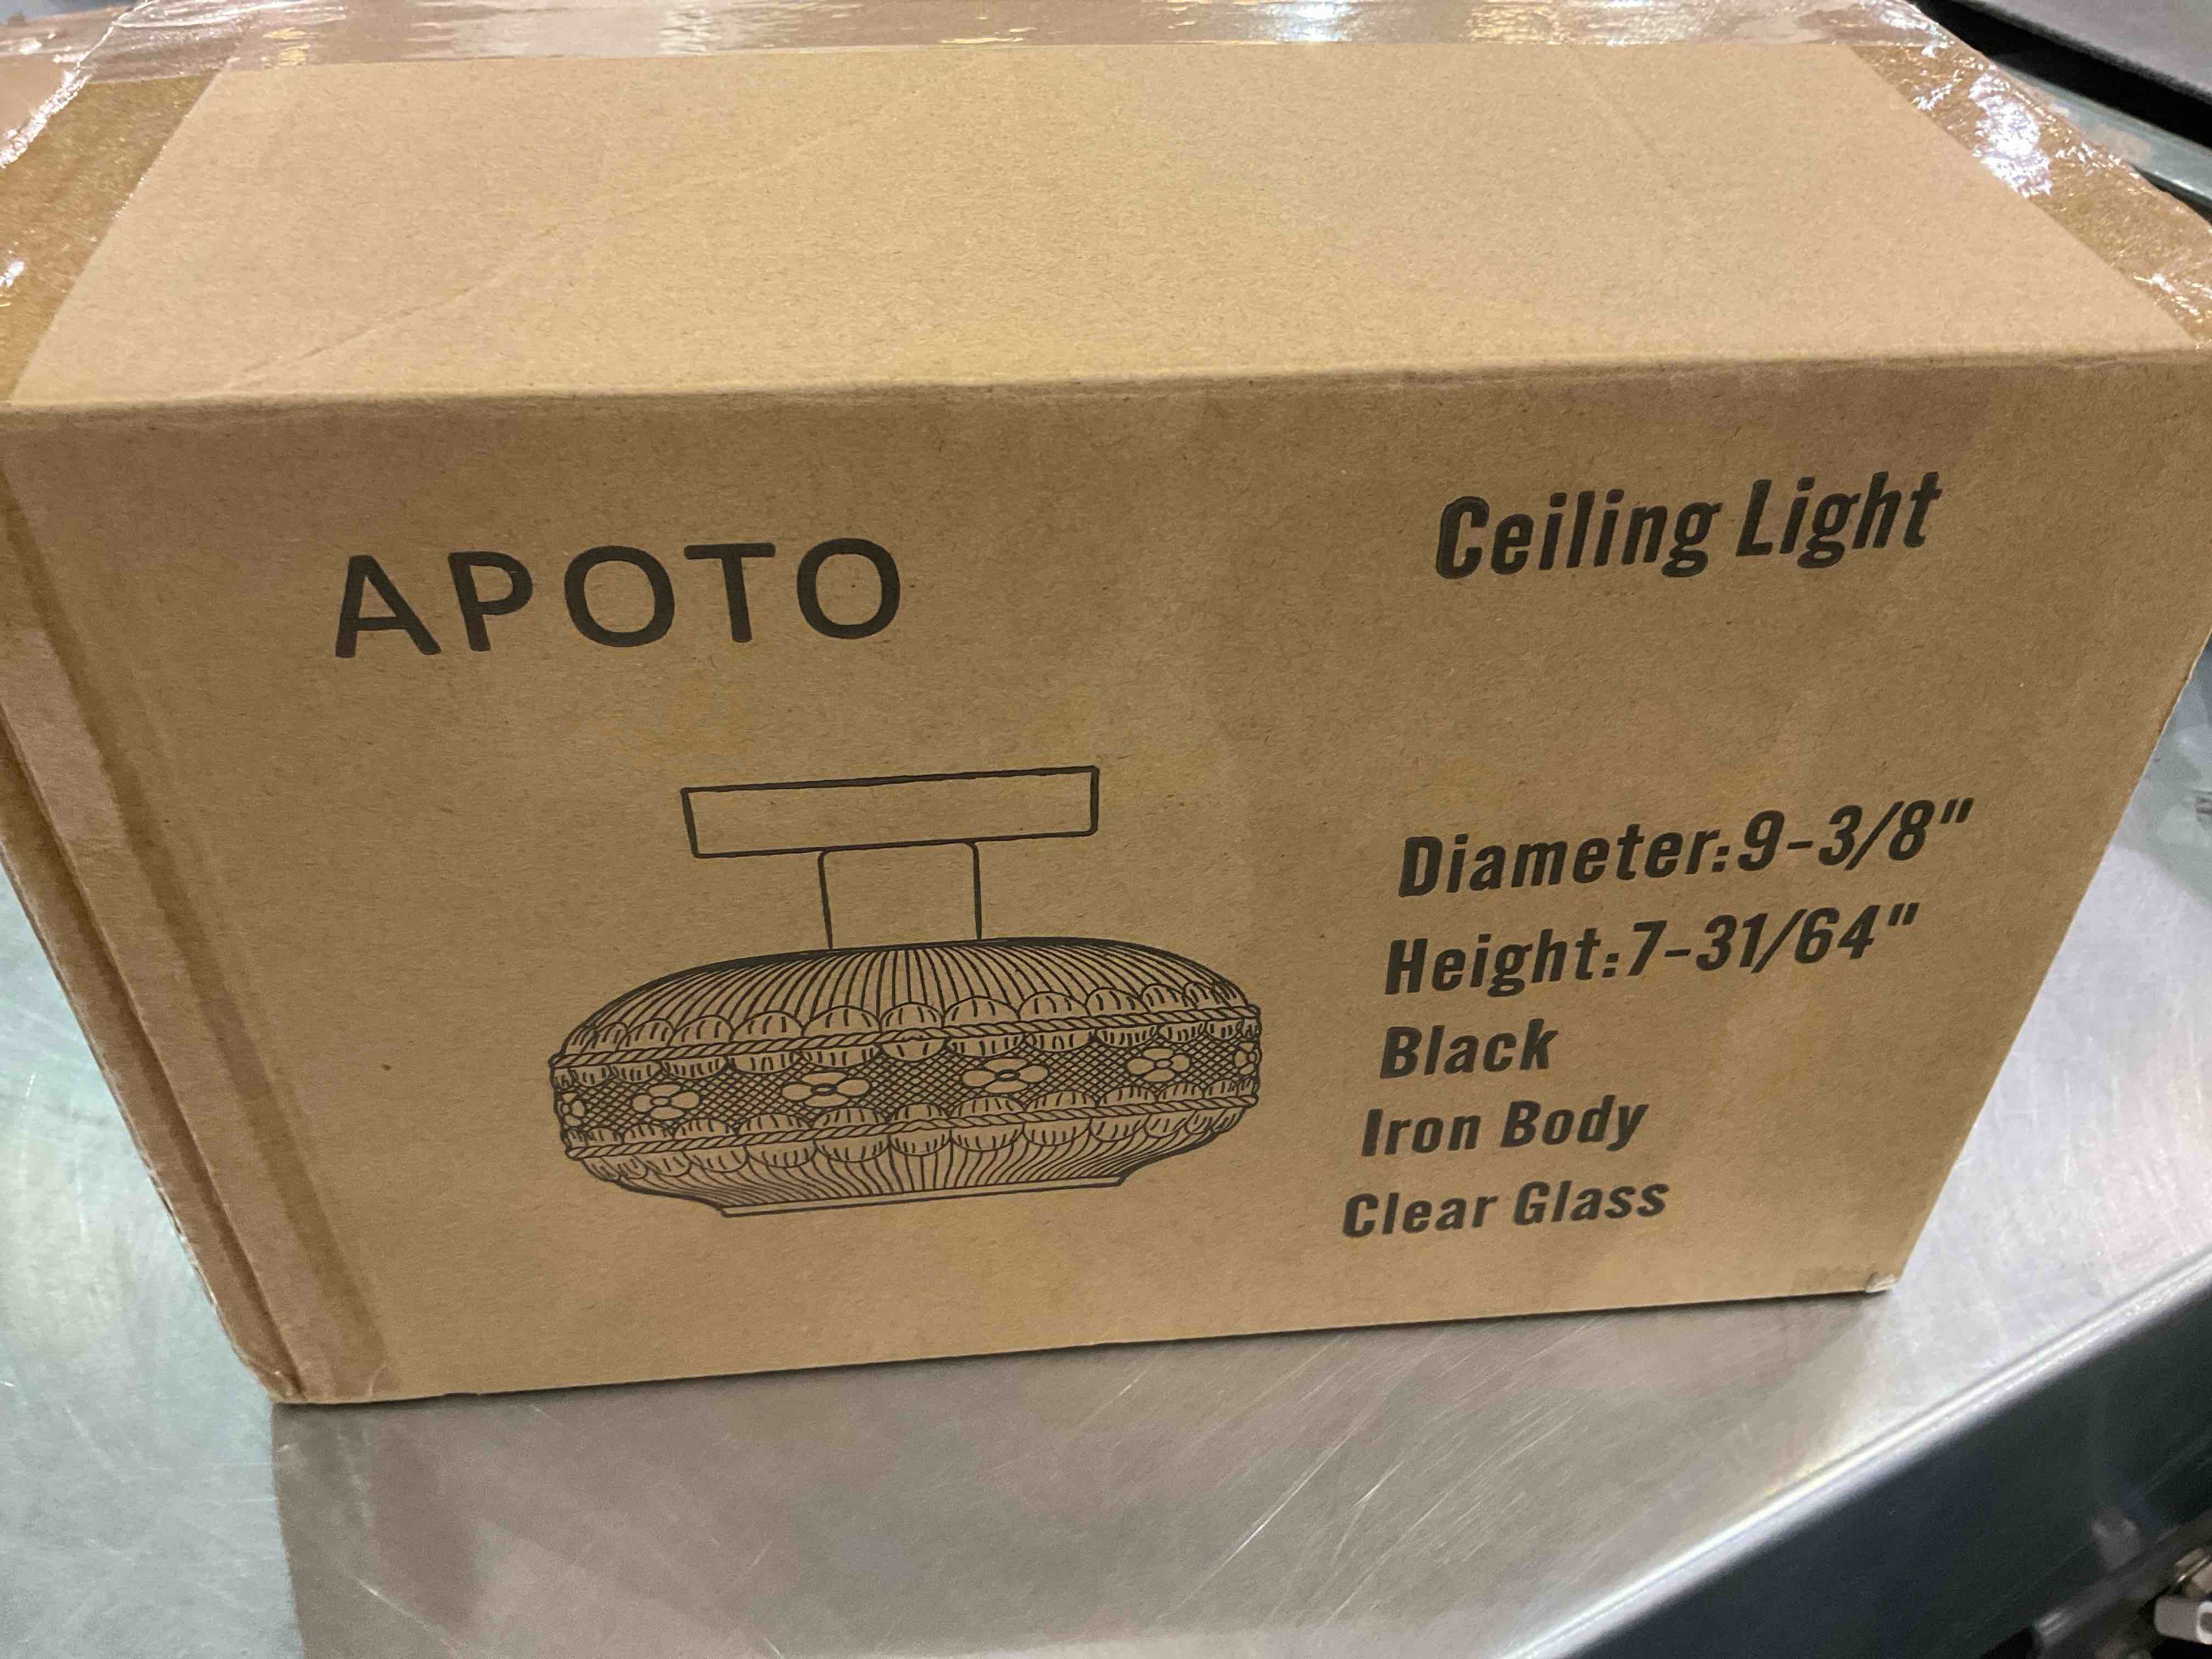 APOTO
Ceiling Light
Diameter:9-3/8"
Height:7-31/64"
Black
Iron Body
Clear Glass